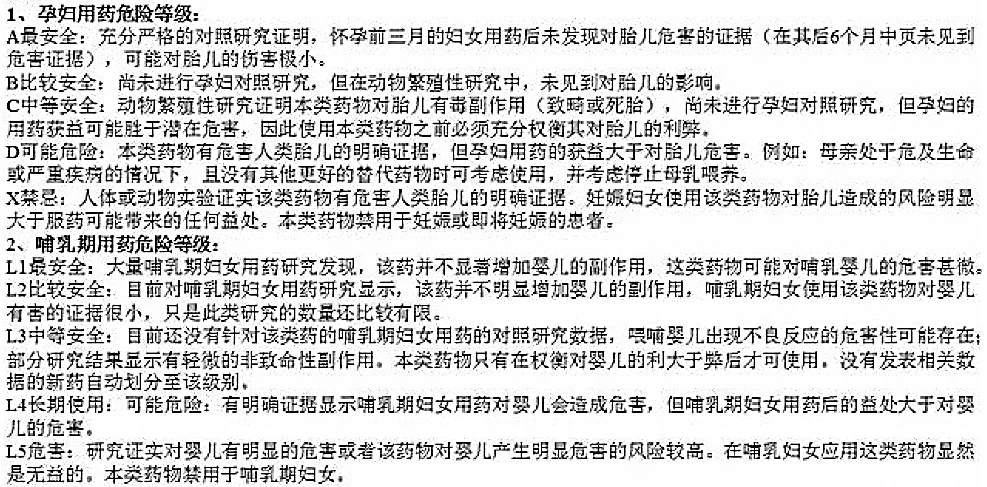 1、孕妇用药危险等级：
A最安全：充分严格的对照研究证明，怀孕前三月的妇女用药后未发现对胎儿危害的证据（在其后6个月中页未见到
危害证据），可能对胎儿的伤害极小。
B比较安全：尚未进行孕妇对照研究，但在动物繁殖性研究中，未见到对胎儿的影响。
C中等安全：动物繁殖性研究证明本类药物对胎儿有毒副作用（致畸或死胎），尚未进行孕妇对照研究，但孕妇的
用药获益可能胜于潜在危害，因此使用本类药物之前必须充分权衡其对胎儿的利弊。
D可能危险：本类药物有危害人类胎儿的明确证据，但孕妇用药的获益大于对胎儿危害。例如：母亲处于危及生命
或严重疾病的情况下，且没有其他更好的替代药物时可考虑使用，并考虑停止母乳喂养。
X禁忌：人体或动物实验证实该类药物有危害人类胎儿的明确证据。妊娠妇女使用该类药物对胎儿造成的风险明显
大于服药可能带来的任何益处。本类药物禁用于妊娠或即将妊娠的患者。
2、哺乳期用药危险等级：
L1最安全：大量哺乳期妇女用药研究发现，该药并不显著增加婴儿的副作用，这类药物可能对哺乳婴儿的危害甚微。
L2比较安全：目前对哺乳期妇女用药研究显示，该药并不明显增加婴儿的副作用，哺乳期妇女使用该类药物对婴儿
有害的证据很小，只是此类研究的数量还比较有限。
L3中等安全：目前还没有针对该类药的哺乳期妇女用药的对照研究数据，喂哺婴儿出现不良反应的危害性可能存在；
部分研究结果显示有轻微的非致命性副作用。本类药物只有在权衡对婴儿的利大于弊后才可使用。没有发表相关数
据的新药自动划分至该级别。
L4长期使用：可能危险：有明确证据显示哺乳期妇女用药对婴儿会造成危害，但哺乳期妇女用药后的益处大于对婴
儿的危害。
L5危害：研究证实对婴儿有明显的危害或者该药物对婴儿产生明显危害的风险较高。在哺乳妇女应用这类药物显然
是无益的。本类药物禁用于哺乳期妇女。